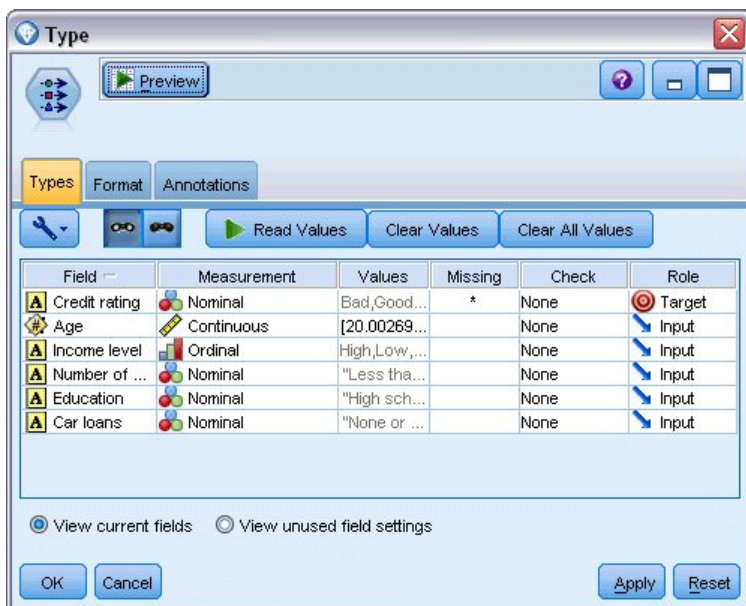 Type
Preview
?
Types Format Annotations
Read Values Clear Values Clear All Values
Field Measurement Values Missing Check Role
A Credit rating Nominal Bad,Good... * None Target
# Age Continuous [20.00269... None Input
A Income level Ordinal High,Low,... None Input
A Number of ... Nominal "Less tha... None Input
A Education Nominal "High sch... None Input
A Car loans Nominal "None or ... None Input
View current fields View unused field settings
OK Cancel Apply Reset